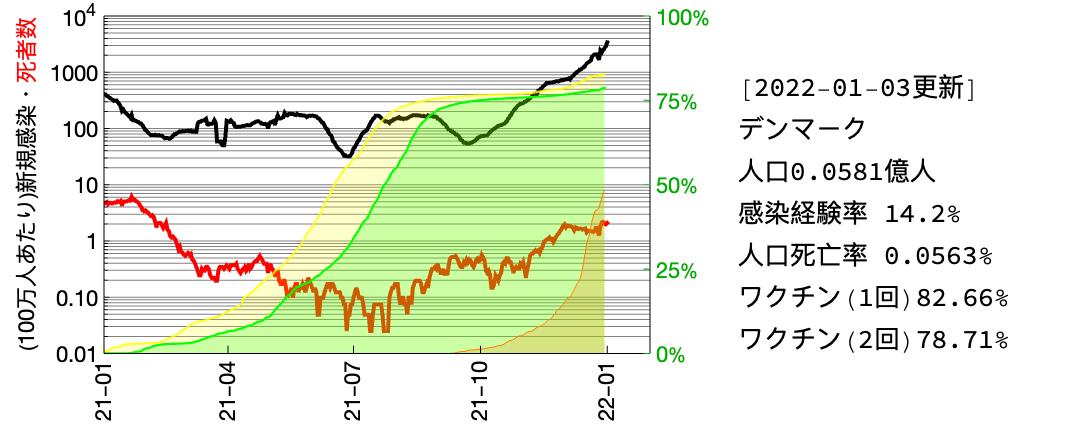 (100万人あたり)新規感染・死者数
10^4
1000
100
10
1
0.10
0.01
100%
75%
50%
25%
0%
21-01
21-04
21-07
21-10
22-01
[2022-01-03更新]
デンマーク
人口0.0581億人
感染経験率 14.2%
人口死亡率 0.0563%
ワクチン(1回)82.66%
ワクチン(2回)78.71%